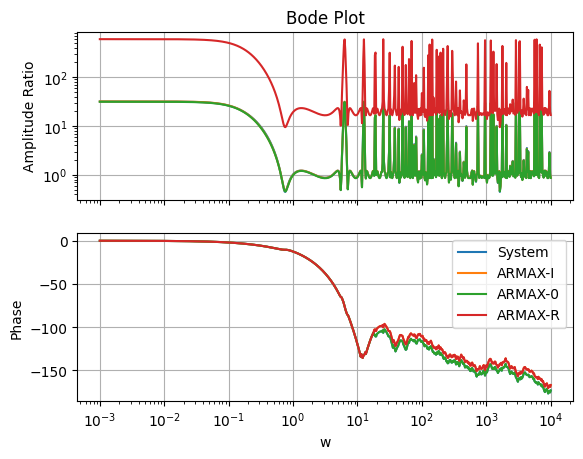 Bode Plot
Amplitude Ratio
10²
10¹
10⁰
Phase
0
−50
−100
−150
System
ARMAX-I
ARMAX-0
ARMAX-R
10⁻³ 10⁻² 10⁻¹ 10⁰ 10¹ 10² 10³ 10⁴
w